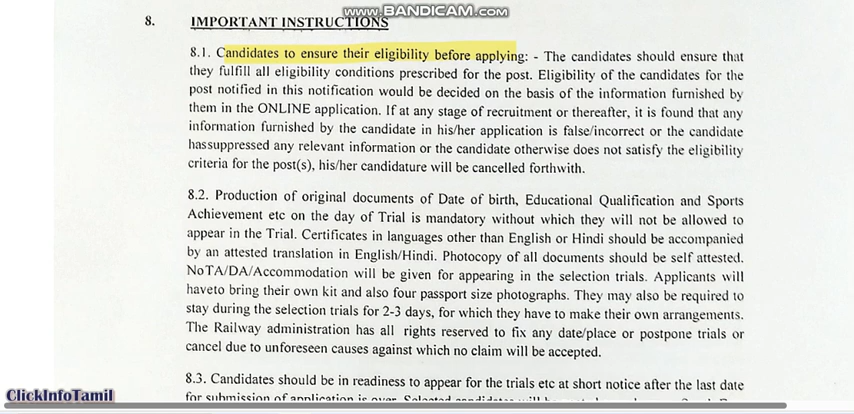 www.BANDICAM.com
8. IMPORTANT INSTRUCTIONS
8.1. Candidates to ensure their eligibility before applying: - The candidates should ensure that
they fulfill all eligibility conditions prescribed for the post. Eligibility of the candidates for the
post notified in this notification would be decided on the basis of the information furnished by
them in the ONLINE application. If at any stage of recruitment or thereafter, it is found that any
information furnished by the candidate in his/her application is false/incorrect or the candidate
hassuppressed any relevant information or the candidate otherwise does not satisfy the eligibility
criteria for the post(s), his/her candidature will be cancelled forthwith.
8.2. Production of original documents of Date of birth, Educational Qualification and Sports
Achievement etc on the day of Trial is mandatory without which they will not be allowed to
appear in the Trial. Certificates in languages other than English or Hindi should be accompanied
by an attested translation in English/Hindi. Photocopy of all documents should be self attested.
NoTA/DA/Accommodation will be given for appearing in the selection trials. Applicants will
haveto bring their own kit and also four passport size photographs. They may also be required to
stay during the selection trials for 2-3 days, for which they have to make their own arrangements.
The Railway administration has all rights reserved to fix any date/place or postpone trials or
cancel due to unforeseen causes against which no claim will be accepted.
8.3. Candidates should be in readiness to appear for the trials etc at short notice after the last date
for submission of application is over. Selected candidates will
ClickInfoTamil